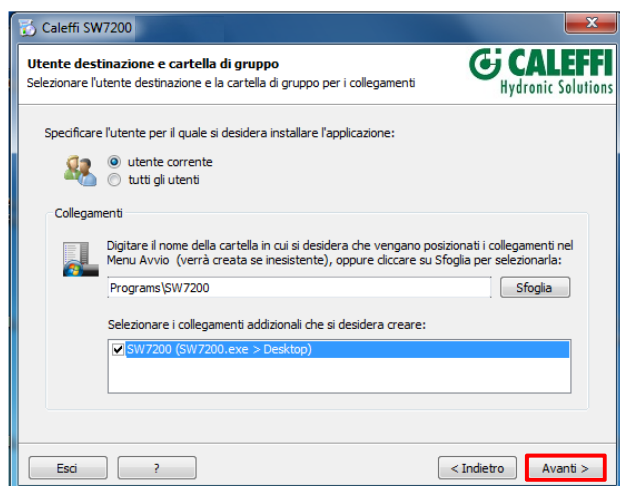 Caleffi SW7200
Utente destinazione e cartella di gruppo
Selezionare l'utente destinazione e la cartella di gruppo per i collegamenti
CALEFFI
Hydronic Solutions
Specificare l'utente per il quale si desidera installare l'applicazione:
utente corrente
tutti gli utenti
Collegamenti
Digitare il nome della cartella in cui si desidera che vengano posizionati i collegamenti nel
Menu Avvio (verrà creata se inesistente), oppure cliccare su Sfoglia per selezionarla:
Programs\SW7200
Sfoglia
Selezionare i collegamenti addizionali che si desidera creare:
SW7200 (SW7200.exe > Desktop)
Esci
?
< Indietro
Avanti >